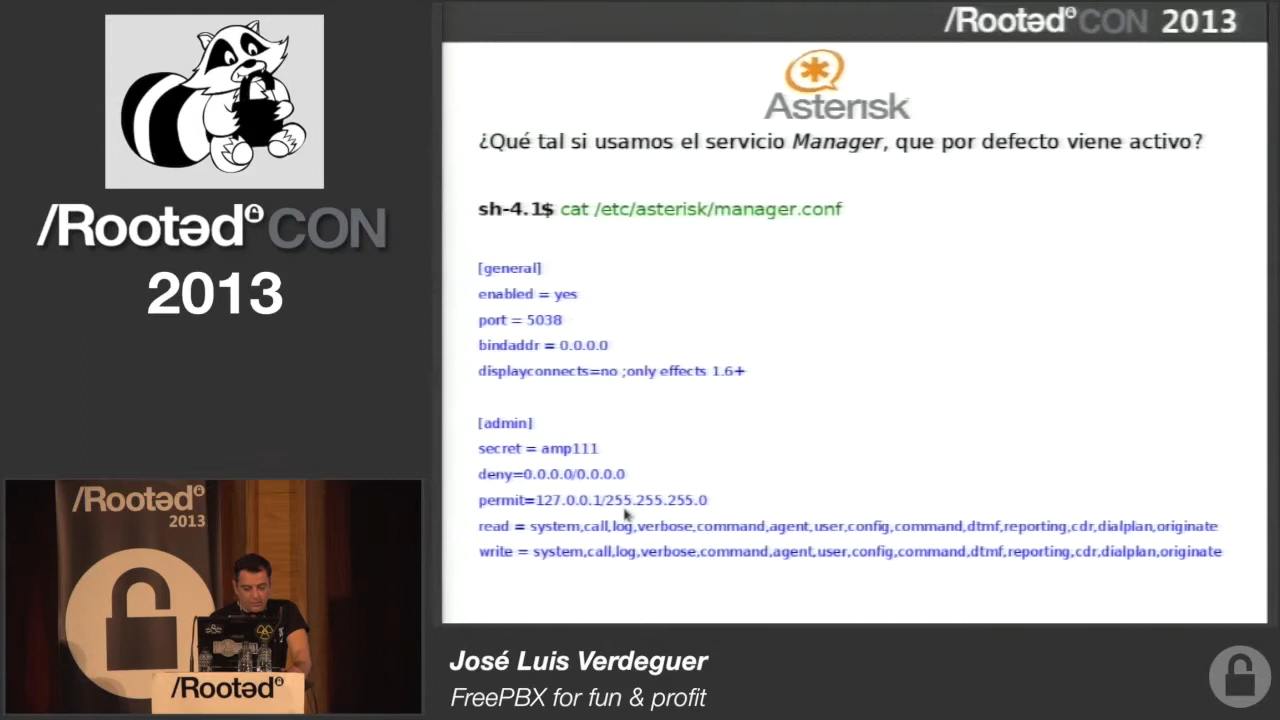 /Rootəd CON
2013
/Rootəd CON 2013
Asterisk
¿Qué tal si usamos el servicio Manager, que por defecto viene activo?
sh-4.1$ cat /etc/asterisk/manager.conf
[general]
enabled = yes
port = 5038
bindaddr = 0.0.0.0
displayconnects=no ;only effects 1.6+
[admin]
secret = amp111
deny=0.0.0.0/0.0.0.0
permit=127.0.0.1/255.255.255.0
read = system,call,log,verbose,command,agent,user,config,command,dtmf,reporting,cdr,dialplan,originate
write = system,call,log,verbose,command,agent,user,config,command,dtmf,reporting,cdr,dialplan,originate
/Rootəd
2013
/Rootəd
José Luis Verdeguer
FreePBX for fun & profit